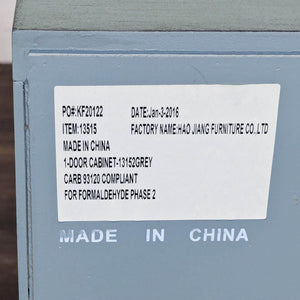 PO#:KF20122 DATE:Jan-3-2016
ITEM:13515 FACTORY NAME:HAO JIANG FURNITURE CO.,LTD
MADE IN CHINA
1-DOOR CABINET-13152GREY
CARB 93120 COMPLIANT
FOR FORMALDEHYDE PHASE 2
MADE IN CHINA